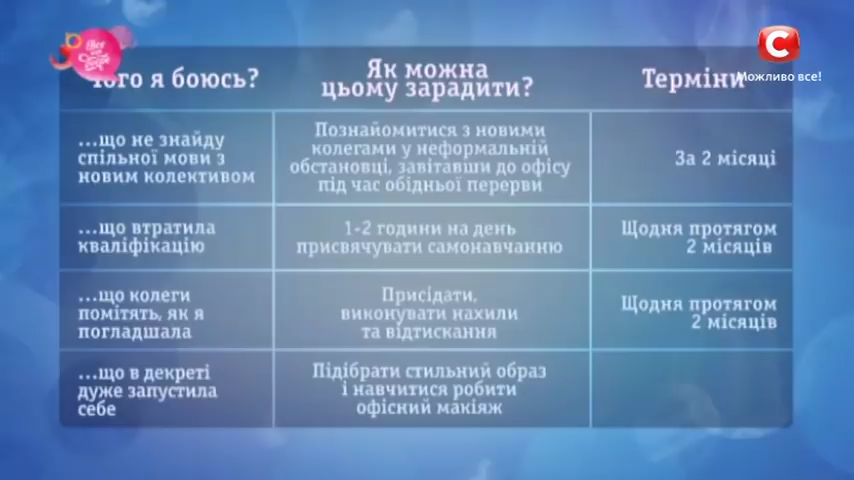 Все
буде
добре
Можливо все!
Чого я боюсь?
Як можна
цьому зарадити?
Терміни
...що не знайду
спільної мови з
новим колективом
Познайомитися з новими
колегами у неформальній
обстановці, завітавши до офісу
під час обідньої перерви
За 2 місяці
...що втратила
кваліфікацію
1-2 години на день
присвячувати самонавчанню
Щодня протягом
2 місяців
...що колеги
помітять, як я
погладшала
Присідати,
виконувати нахили
та відтискання
Щодня протягом
2 місяців
...що в декреті
дуже запустила
себе
Підібрати стильний образ
і навчитися робити
офісний макіяж